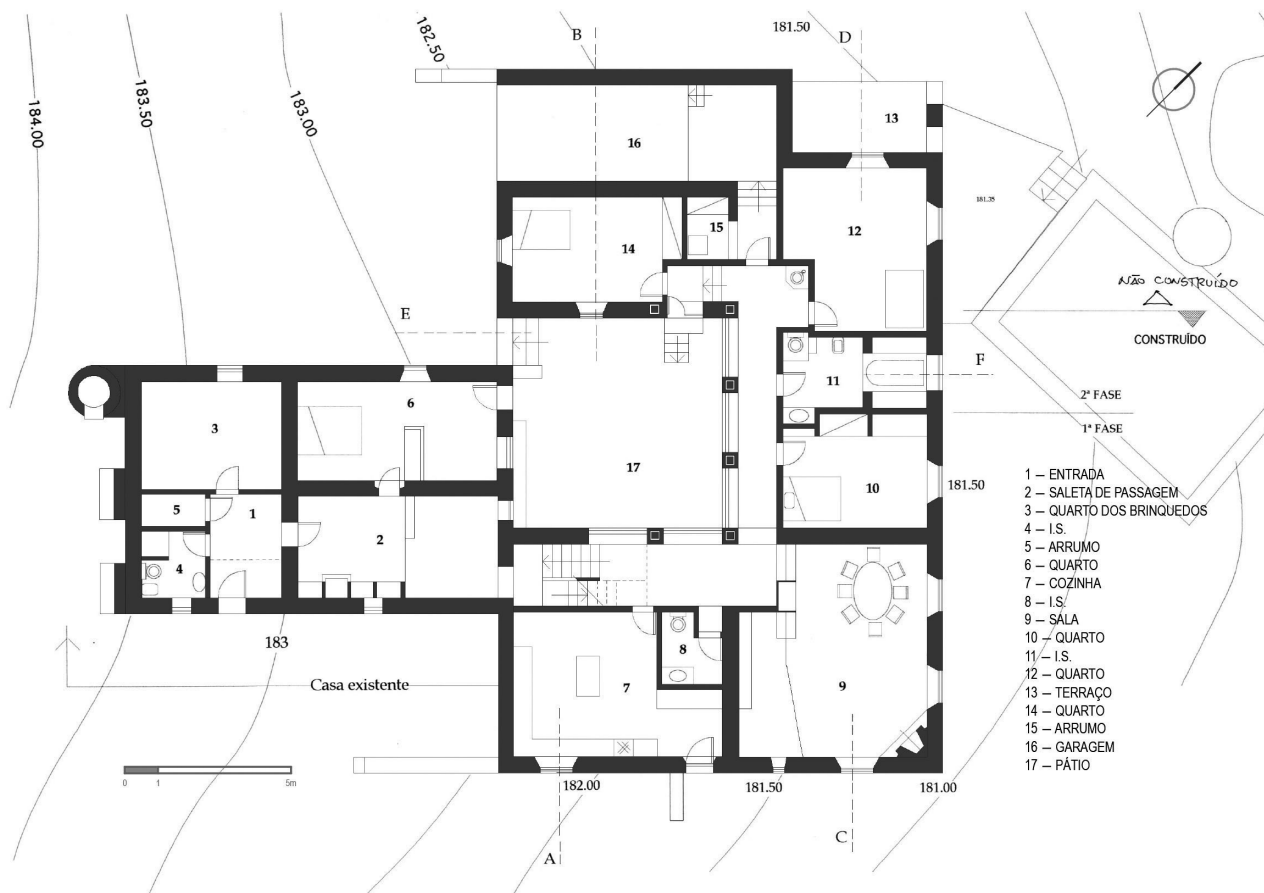 B
D
181.50
182.50
184.00
183.50
183.00
13
16
181.35
15
12
14
NÃO CONSTRUÍDO
E
CONSTRUÍDO
F
11
2ª FASE
6
3
1ª FASE
17
1 — ENTRADA
10
181.50
2 — SALETA DE PASSAGEM
5
1
3 — QUARTO DOS BRINQUEDOS
2
4 — I.S.
5 — ARRUMO
4
6 — QUARTO
7 — COZINHA
8 — I.S.
183
8
9 — SALA
10 — QUARTO
Casa existente
7
9
11 — I.S.
12 — QUARTO
13 — TERRAÇO
14 — QUARTO
15 — ARRUMO
16 — GARAGEM
17 — PÁTIO
0 1 5m
182.00
181.50
181.00
C
A